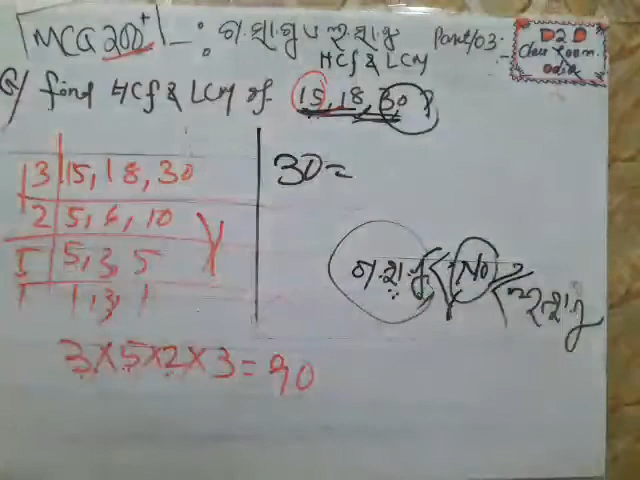 MCQ 200+ | - : ଗ.ସା.ଗୁ ଓ ଲ.ସା.ଗୁ Part/03
HCf & LCM
D2D
Class Room
Odia
Q/ find HCf & LCM of 15, 18, 30 ?
3 | 15, 18, 30
2 | 5, 6, 10
5 | 5, 3, 5
1, 3, 1
3×5×2×3=90
30=
ଗ.ସା.ଗୁ < (No) <
ଲ.ସା.ଗୁ